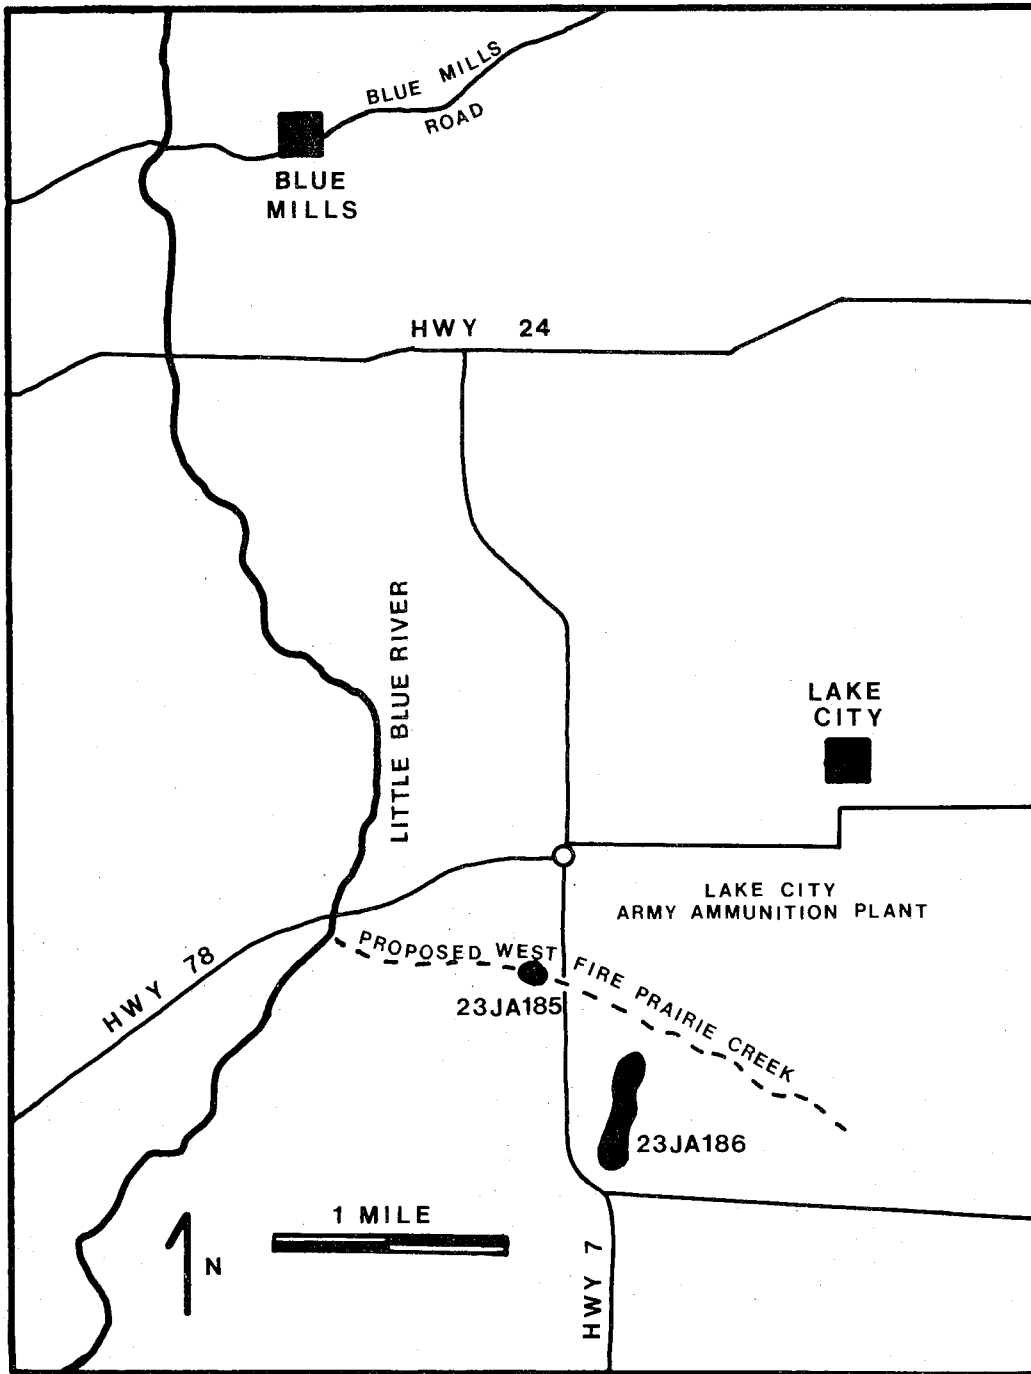 BLUE MILLS
ROAD
BLUE
MILLS
HWY 24
LITTLE BLUE RIVER
LAKE
CITY
LAKE CITY
ARMY AMMUNITION PLANT
PROPOSED WEST FIRE PRAIRIE CREEK
HWY 78
23JA185
23JA186
1 MILE
N
HWY 7